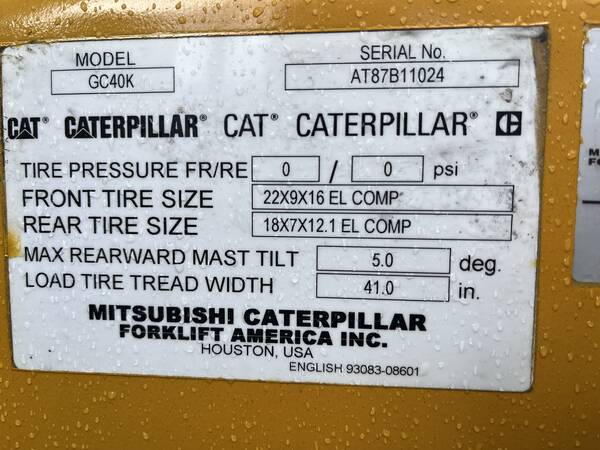 MODEL
GC40K
SERIAL No.
AT87B11024
CAT® CATERPILLAR® CAT® CATERPILLAR®
TIRE PRESSURE FR/RE 0 / 0 psi
FRONT TIRE SIZE 22X9X16 EL COMP
REAR TIRE SIZE 18X7X12.1 EL COMP
MAX REARWARD MAST TILT 5.0 deg.
LOAD TIRE TREAD WIDTH 41.0 in.
MITSUBISHI CATERPILLAR
FORKLIFT AMERICA INC.
HOUSTON, USA
ENGLISH 93083-08601